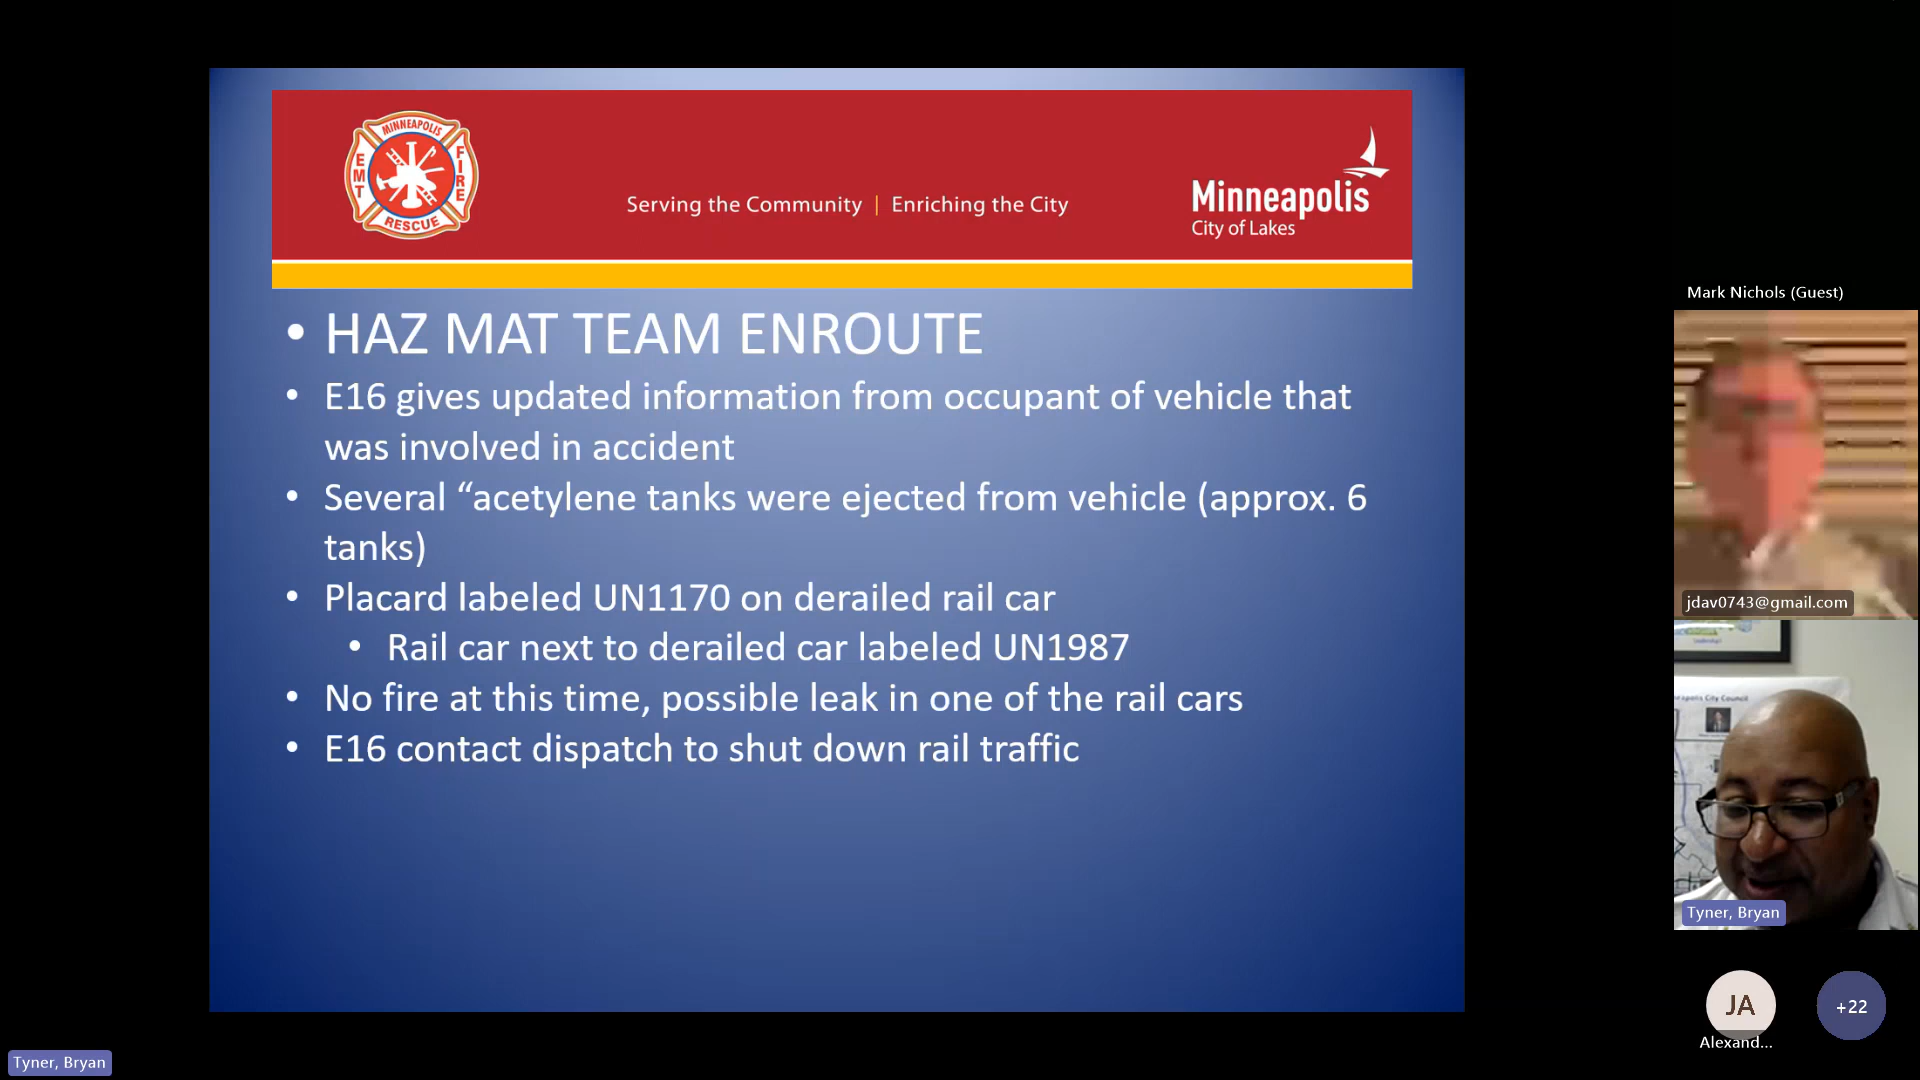 MINNEAPOLIS
EMT
FIRE
RESCUE
Serving the Community | Enriching the City
Minneapolis
City of Lakes
• HAZ MAT TEAM ENROUTE
• E16 gives updated information from occupant of vehicle that
was involved in accident
• Several “acetylene tanks were ejected from vehicle (approx. 6
tanks)
• Placard labeled UN1170 on derailed rail car
• Rail car next to derailed car labeled UN1987
• No fire at this time, possible leak in one of the rail cars
• E16 contact dispatch to shut down rail traffic
Mark Nichols (Guest)
jdav0743@gmail.com
Tyner, Bryan
JA
+22
Alexand...
Tyner, Bryan